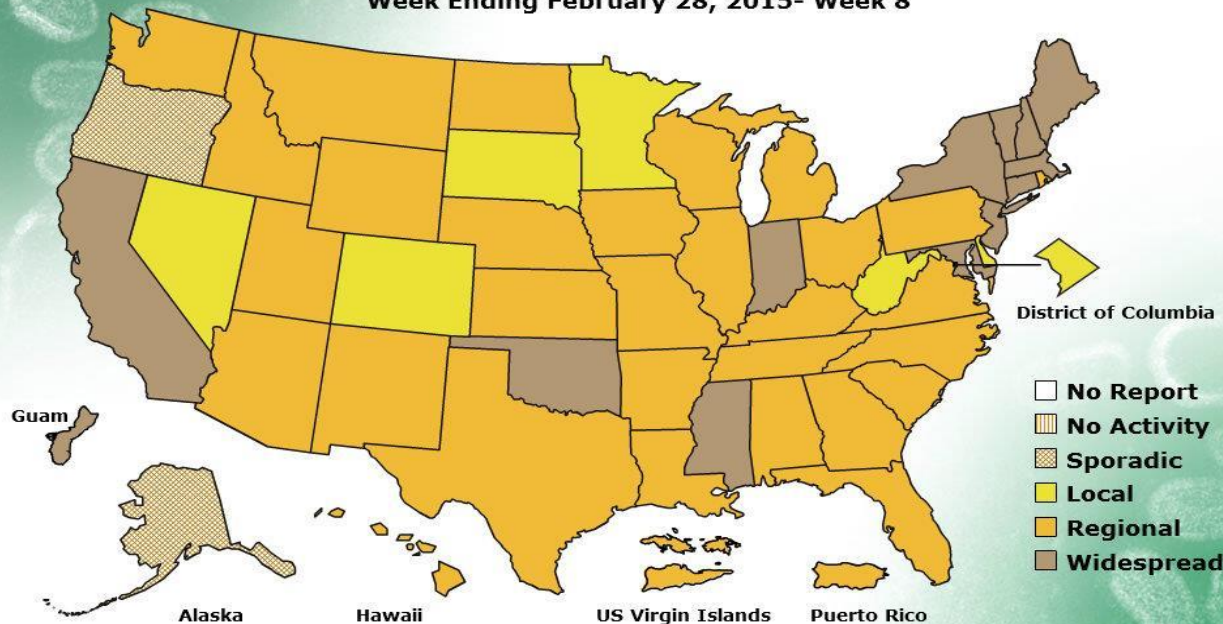 Week Ending February 28, 2015- Week 8
District of Columbia
No Report
Guam
No Activity
Sporadic
Local
Regional
Widespread
Alaska
Hawaii
US Virgin Islands
Puerto Rico